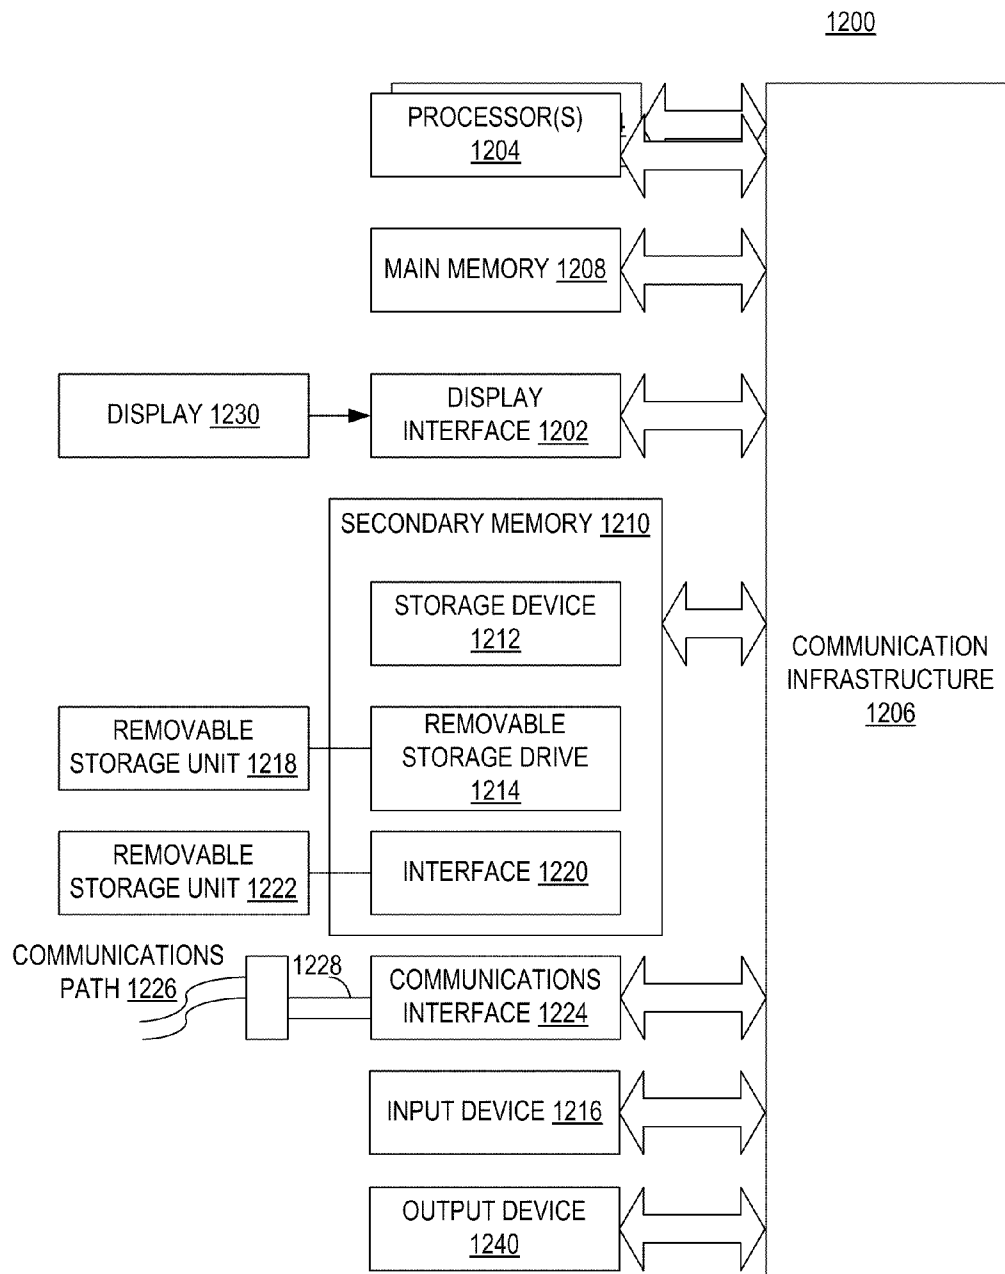 1200
PROCESSOR(S)
1204
MAIN MEMORY 1208
DISPLAY 1230
DISPLAY
INTERFACE 1202
SECONDARY MEMORY 1210
STORAGE DEVICE
1212
COMMUNICATION
INFRASTRUCTURE
1206
REMOVABLE
STORAGE UNIT 1218
REMOVABLE
STORAGE DRIVE
1214
REMOVABLE
STORAGE UNIT 1222
INTERFACE 1220
COMMUNICATIONS
PATH 1226
1228
COMMUNICATIONS
INTERFACE 1224
INPUT DEVICE 1216
OUTPUT DEVICE
1240